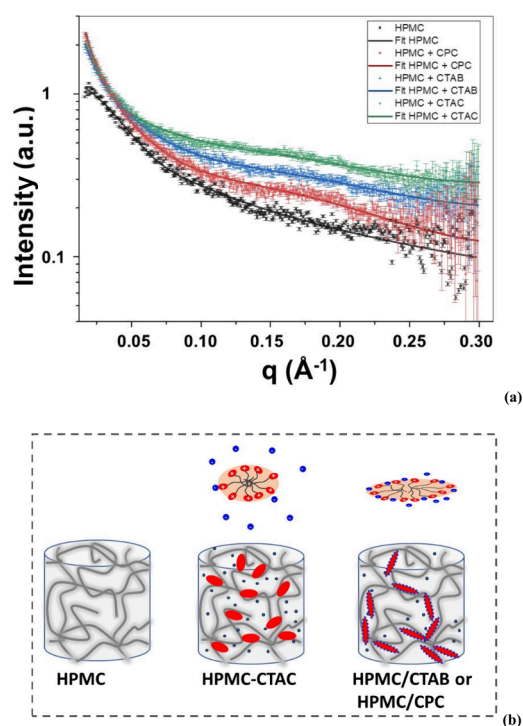 HPMC
Fit HPMC
HPMC + CPC
Fit HPMC + CPC
HPMC + CTAB
Fit HPMC + CTAB
HPMC + CTAC
Fit HPMC + CTAC
Intensity (a.u.)
1
0.1
0.05 0.10 0.15 0.20 0.25 0.30
q (Å⁻¹)
(a)
HPMC
HPMC-CTAC
HPMC/CTAB or
HPMC/CPC
(b)